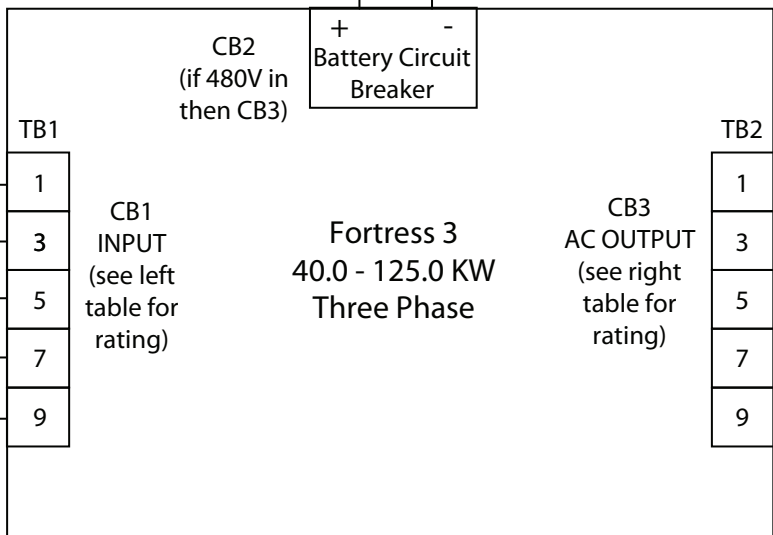 CB2
(if 480V in
then CB3)
+ -
Battery Circuit
Breaker
TB1
1
3
5
7
9
CB1
INPUT
(see left
table for
rating)
Fortress 3
40.0 - 125.0 KW
Three Phase
CB3
AC OUTPUT
(see right
table for
rating)
TB2
1
3
5
7
9